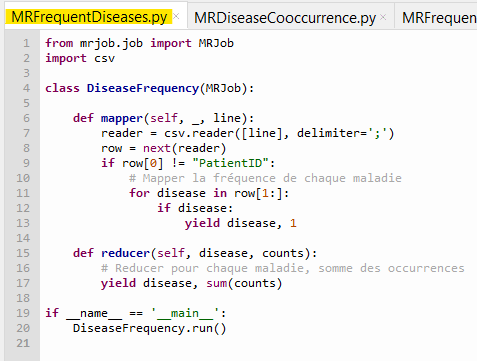 MRFrequentDiseases.py × MRDiseaseCooccurrence.py × MRFrequen
1 from mrjob.job import MRJob
2 import csv
3
4 class DiseaseFrequency(MRJob):
5
6     def mapper(self, _, line):
7         reader = csv.reader([line], delimiter=';')
8         row = next(reader)
9         if row[0] != "PatientID":
10             # Mapper la fréquence de chaque maladie
11             for disease in row[1:]:
12                 if disease:
13                     yield disease, 1
14
15     def reducer(self, disease, counts):
16         # Reducer pour chaque maladie, somme des occurrences
17         yield disease, sum(counts)
18
19 if __name__ == '__main__':
20     DiseaseFrequency.run()
21